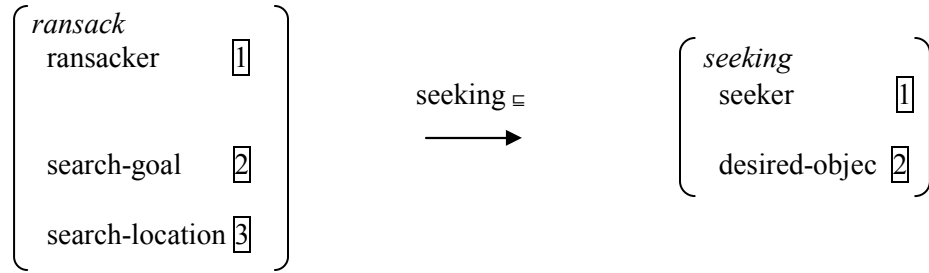 ransack
ransacker 1
search-goal 2
search-location 3
seeking ⊑
seeking
seeker 1
desired-objec 2